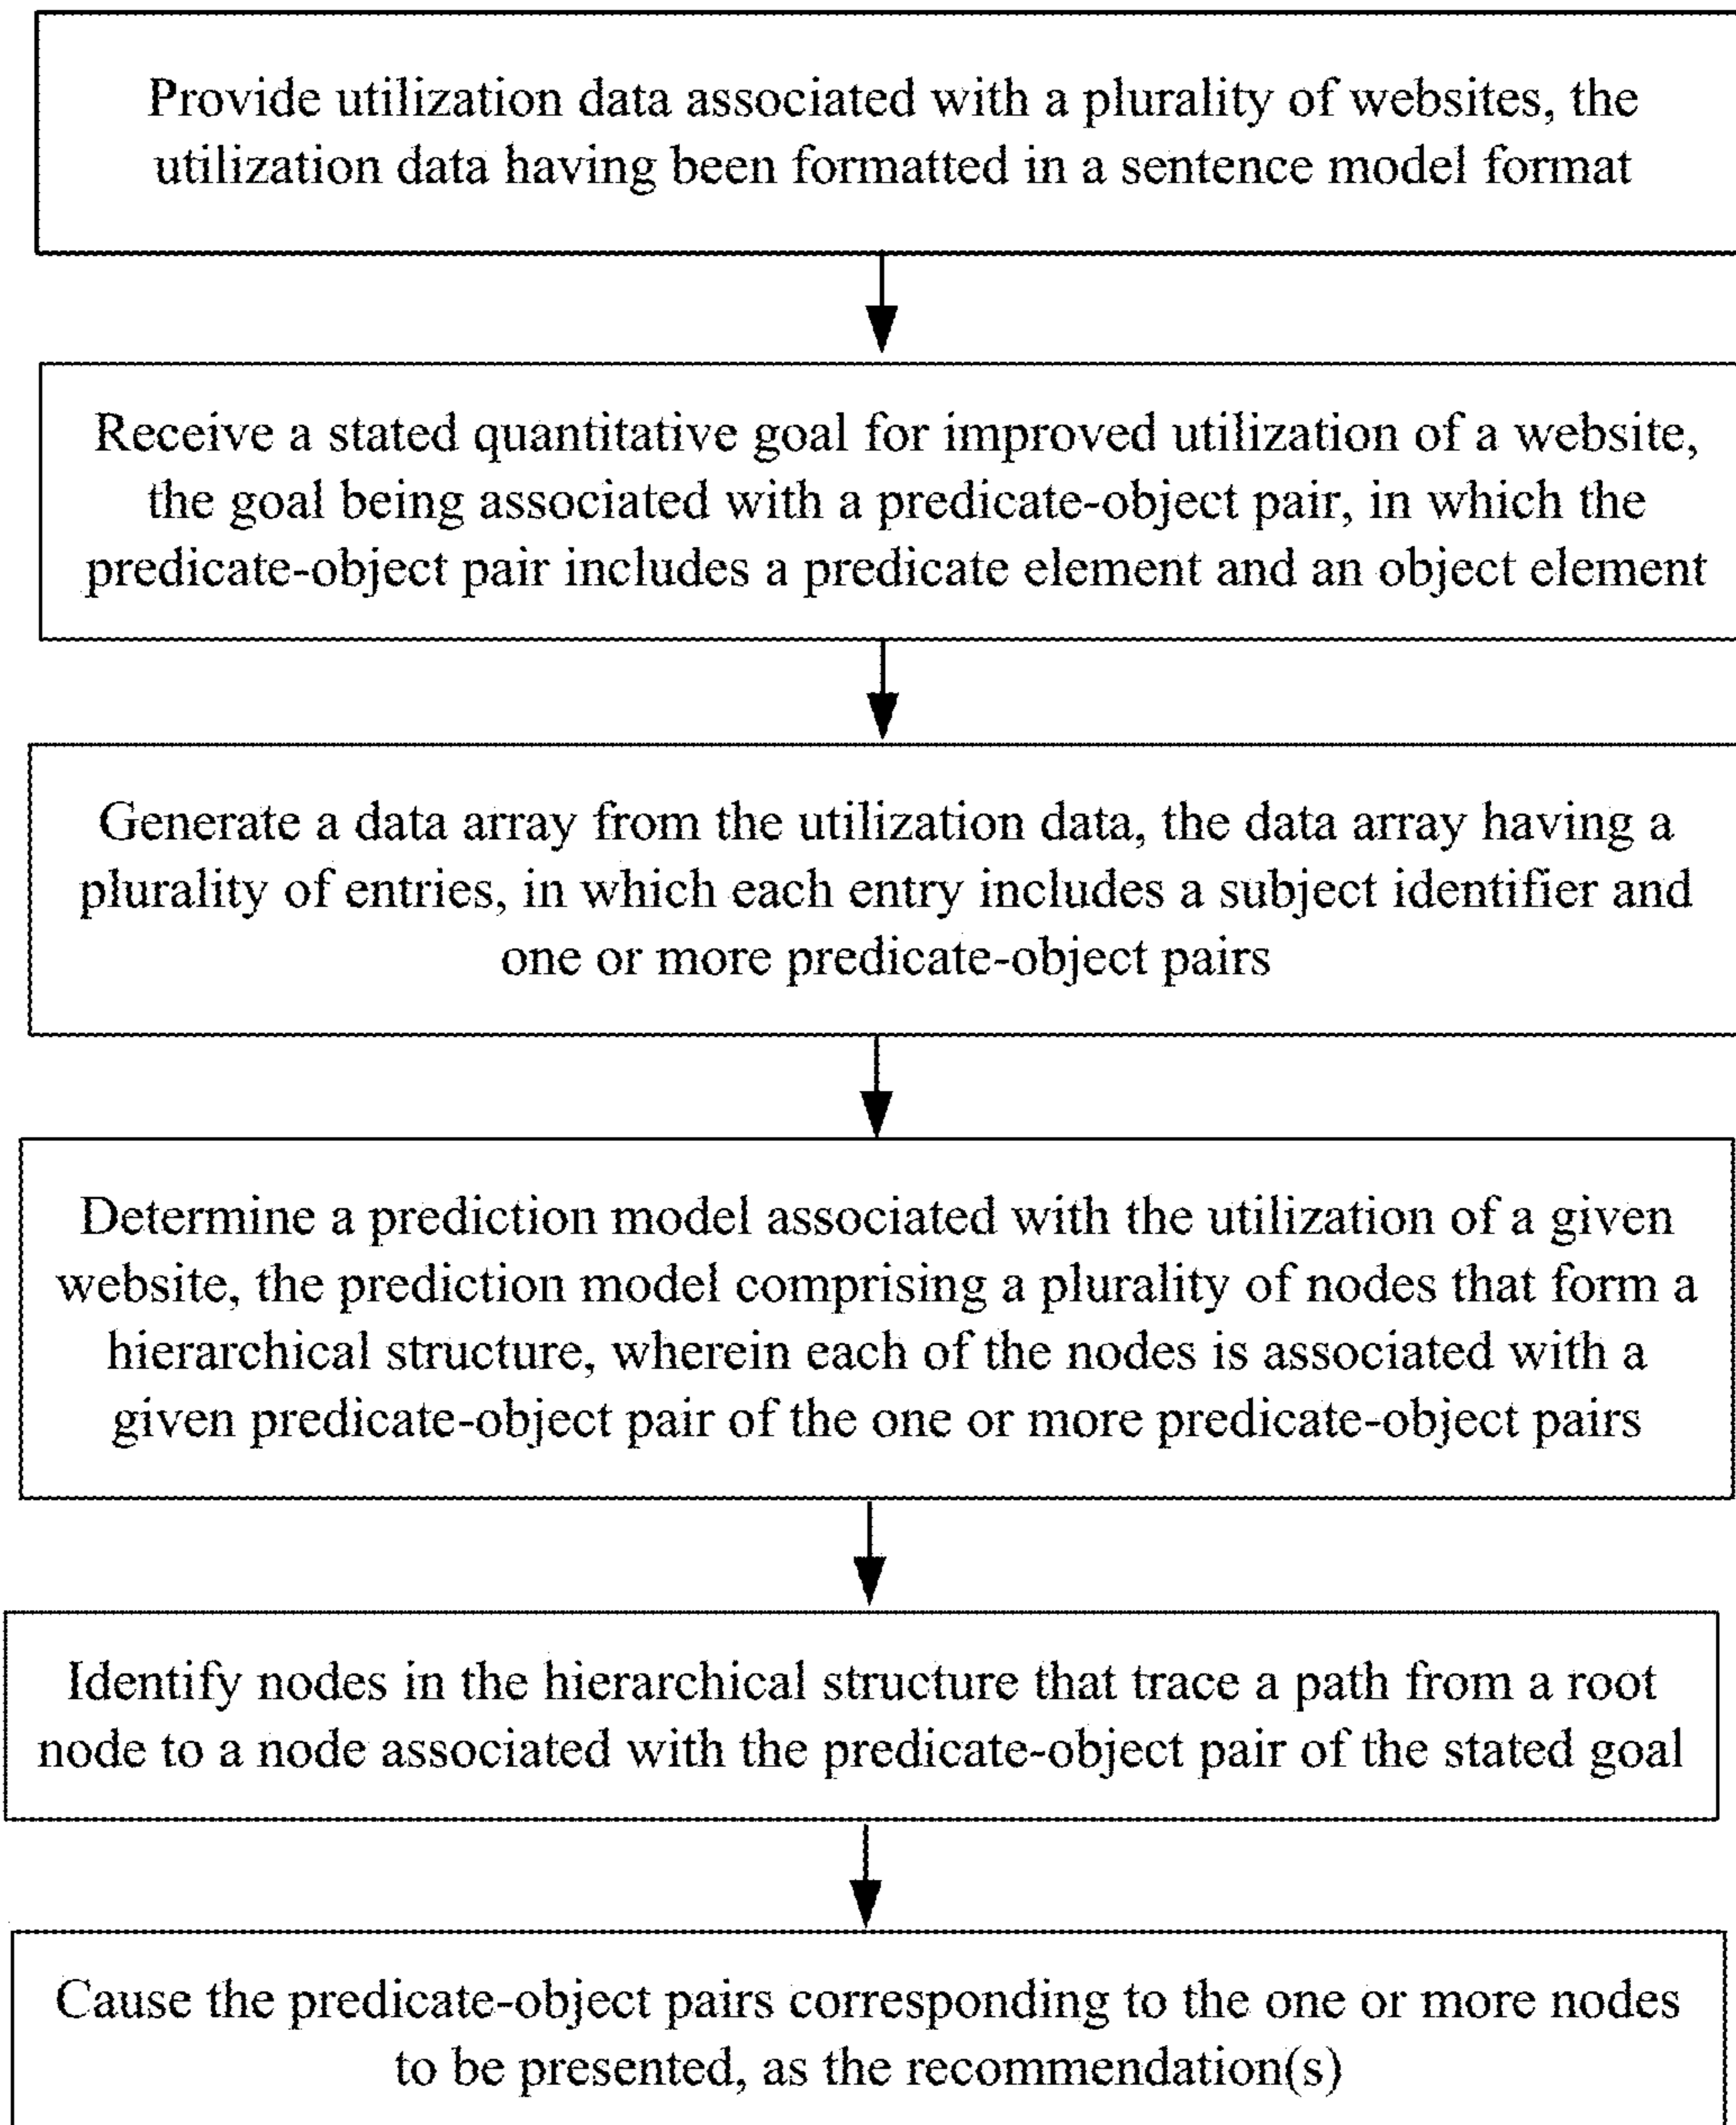 Provide utilization data associated with a plurality of websites, the
utilization data having been formatted in a sentence model format
Receive a stated quantitative goal for improved utilization of a website,
the goal being associated with a predicate-object pair, in which the
predicate-object pair includes a predicate element and an object element
Generate a data array from the utilization data, the data array having a
plurality of entries, in which each entry includes a subject identifier and
one or more predicate-object pairs
Determine a prediction model associated with the utilization of a given
website, the prediction model comprising a plurality of nodes that form a
hierarchical structure, wherein each of the nodes is associated with a
given predicate-object pair of the one or more predicate-object pairs
Identify nodes in the hierarchical structure that trace a path from a root
node to a node associated with the predicate-object pair of the stated goal
Cause the predicate-object pairs corresponding to the one or more nodes
to be presented, as the recommendation(s)